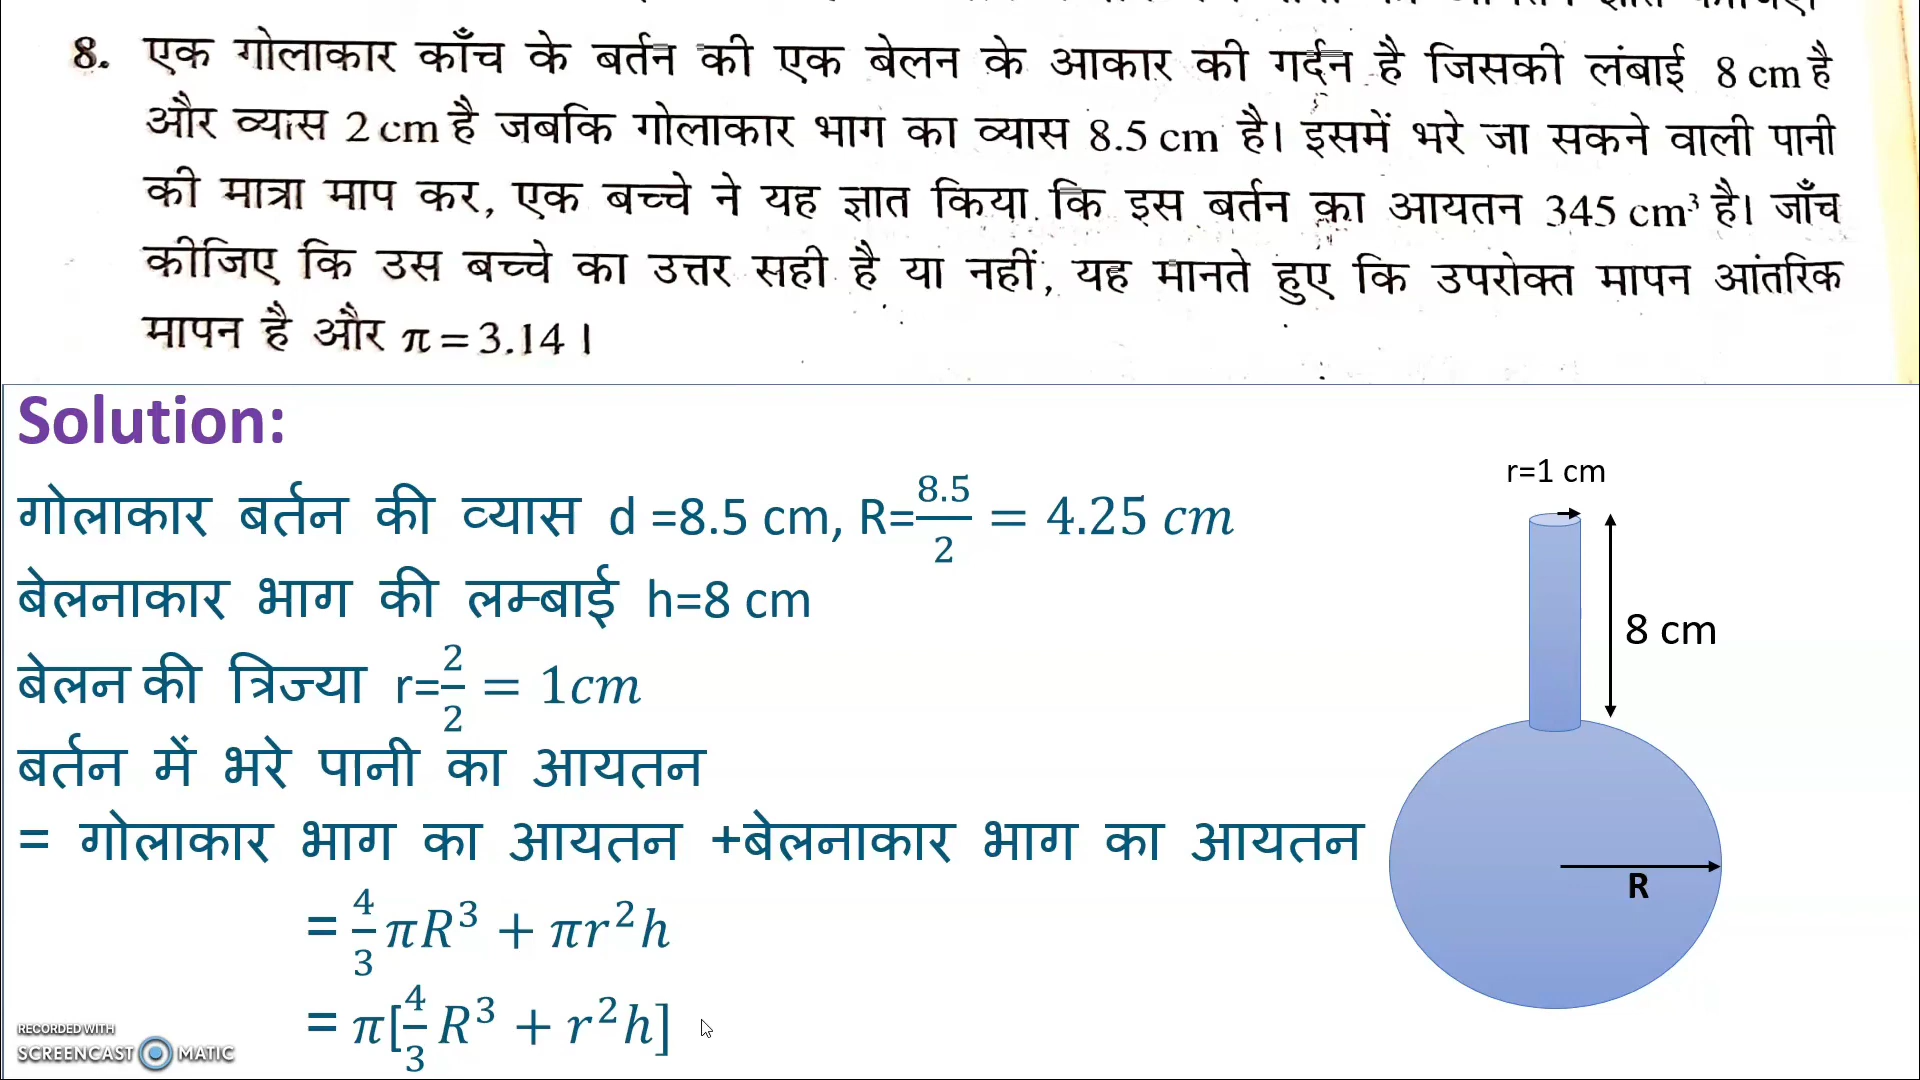 8. एक गोलाकार काँच के बर्तन की एक बेलन के आकार की गर्दन है जिसकी लंबाई 8 cm है
और व्यास 2 cm है जबकि गोलाकार भाग का व्यास 8.5 cm है। इसमें भरे जा सकने वाली पानी
की मात्रा माप कर, एक बच्चे ने यह ज्ञात किया कि इस बर्तन का आयतन 345 cm³ है। जाँच
कीजिए कि उस बच्चे का उत्तर सही है या नहीं, यह मानते हुए कि उपरोक्त मापन आंतरिक
मापन है और π = 3.14 ।
Solution:
गोलाकार बर्तन की व्यास d =8.5 cm, R=8.5/2 = 4.25 cm
बेलनाकार भाग की लम्बाई h=8 cm
बेलन की त्रिज्या r=2/2 = 1cm
बर्तन में भरे पानी का आयतन
= गोलाकार भाग का आयतन +बेलनाकार भाग का आयतन
= 4/3 πR³ + πr²h
= π[4/3 R³ + r²h]
r=1 cm
8 cm
R
RECORDED WITH
SCREENCAST MATIC